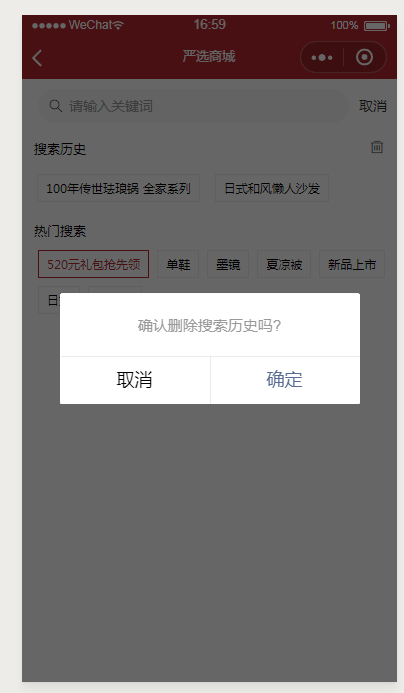 ●●●●● WeChat 16:59 100%
严选商城
请输入关键词 取消
搜索历史
100年传世珐琅锅 全家系列 日式和风懒人沙发
热门搜索
520元礼包抢先领 单鞋 墨镜 夏凉被 新品上市
日
确认删除搜索历史吗?
取消 确定